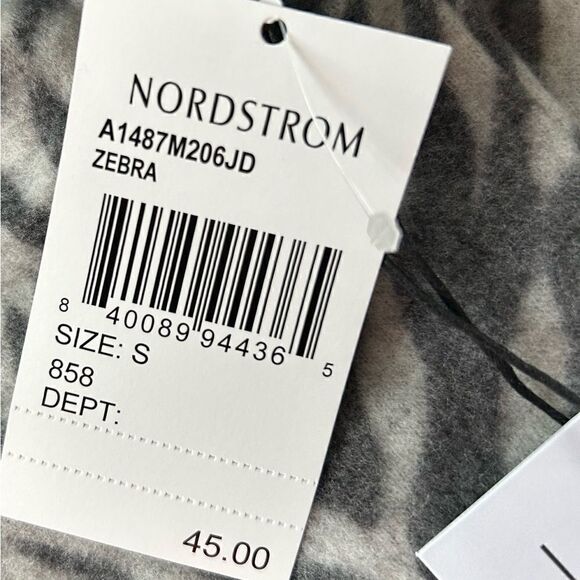 NORDSTROM
A1487M206JD
ZEBRA
8 40089 94436 5
SIZE: S
858
DEPT:
45.00